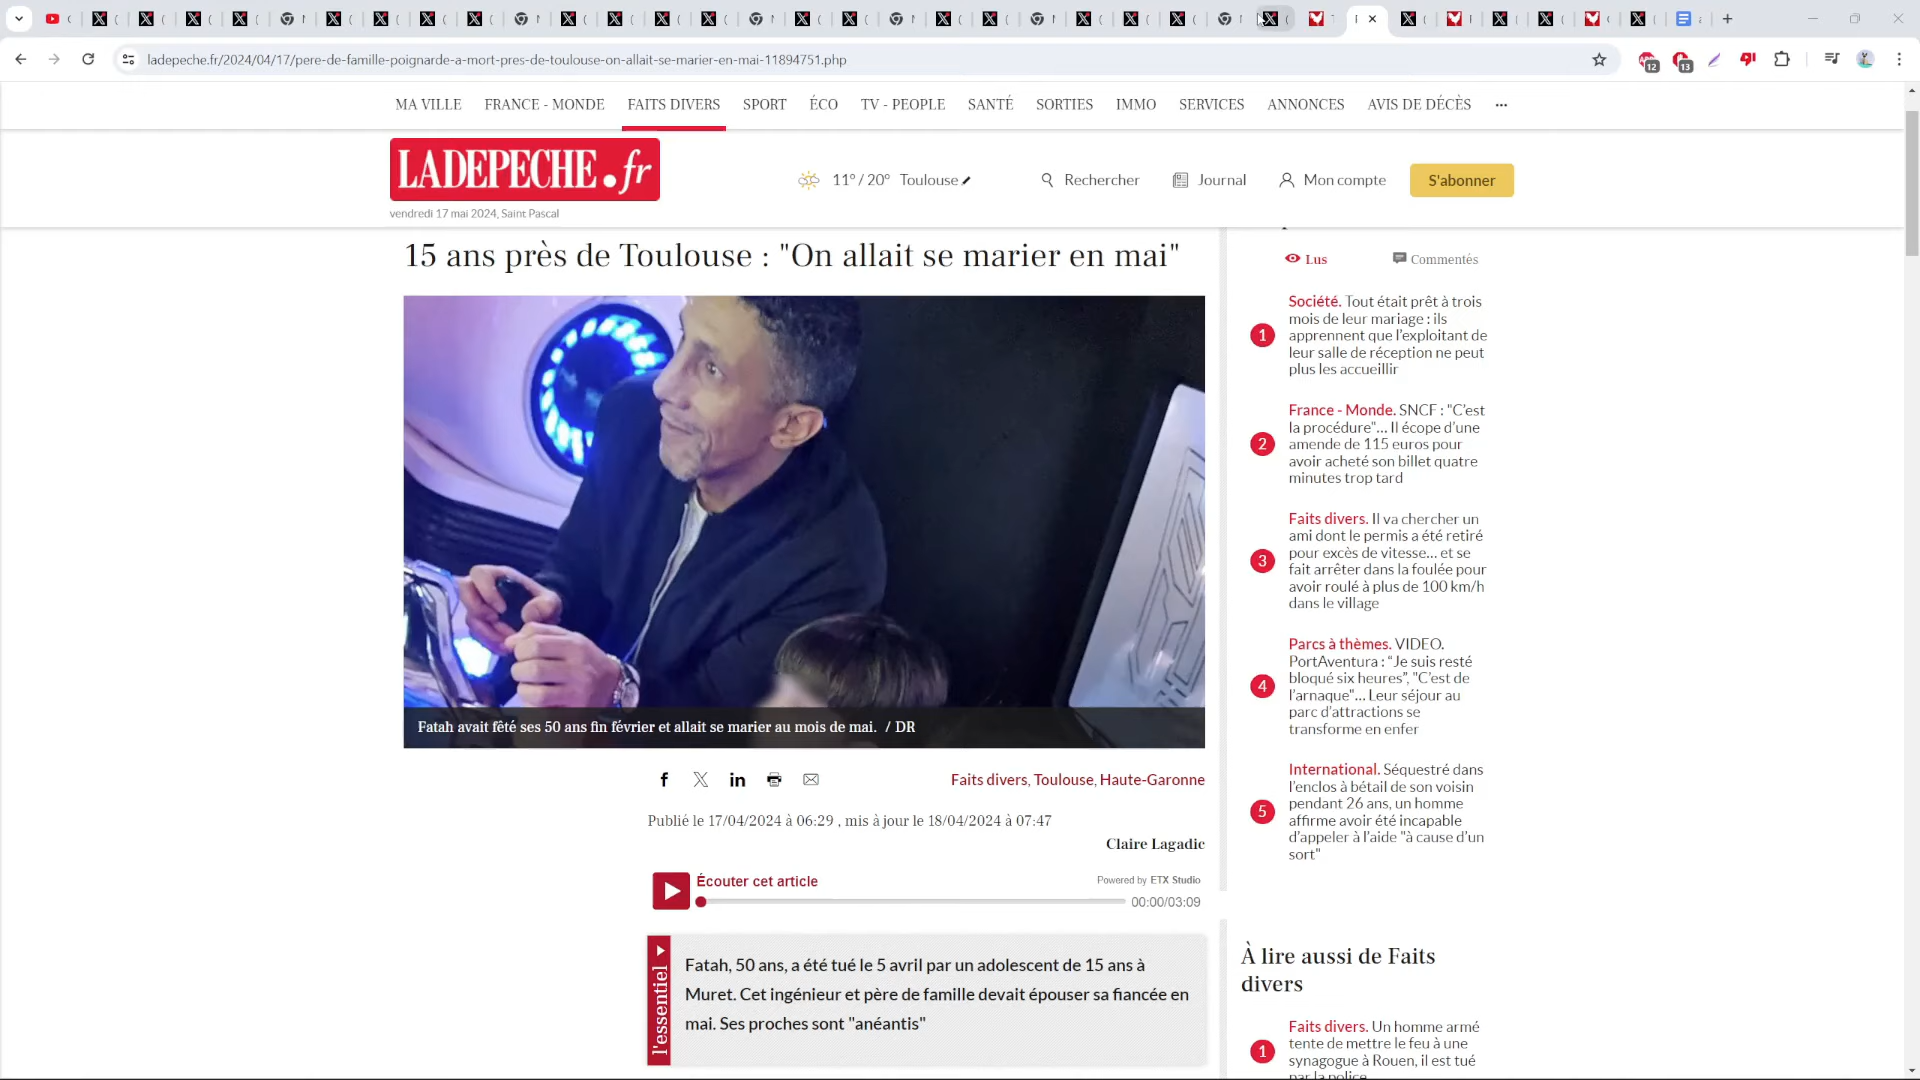 ladepeche.fr/2024/04/17/pere-de-famille-poignarde-a-mort-pres-de-toulouse-on-allait-se-marier-en-mai-11894751.php
12
13
MA VILLE FRANCE - MONDE FAITS DIVERS SPORT ÉCO TV - PEOPLE SANTÉ SORTIES IMMO SERVICES ANNONCES AVIS DE DÉCÈS ...
LADEPECHE.fr
vendredi 17 mai 2024, Saint Pascal
11° / 20° Toulouse
Rechercher
Journal
Mon compte
S'abonner
15 ans près de Toulouse : "On allait se marier en mai"
Fatah avait fêté ses 50 ans fin février et allait se marier au mois de mai. / DR
Faits divers, Toulouse, Haute-Garonne
Publié le 17/04/2024 à 06:29 , mis à jour le 18/04/2024 à 07:47
Claire Lagadic
Écouter cet article
Powered by ETX Studio
00:00/03:09
l'essentiel
Fatah, 50 ans, a été tué le 5 avril par un adolescent de 15 ans à
Muret. Cet ingénieur et père de famille devait épouser sa fiancée en
mai. Ses proches sont "anéantis"
Lus
Commentés
1
Société. Tout était prêt à trois
mois de leur mariage : ils
apprennent que l'exploitant de
leur salle de réception ne peut
plus les accueillir
2
France - Monde. SNCF : "C'est
la procédure"... Il écope d'une
amende de 115 euros pour
avoir acheté son billet quatre
minutes trop tard
3
Faits divers. Il va chercher un
ami dont le permis a été retiré
pour excès de vitesse... et se
fait arrêter dans la foulée pour
avoir roulé à plus de 100 km/h
dans le village
4
Parcs à thèmes. VIDEO.
PortAventura : "Je suis resté
bloqué six heures", "C'est de
l'arnaque"... Leur séjour au
parc d'attractions se
transforme en enfer
5
International. Séquestré dans
l'enclos à bétail de son voisin
pendant 26 ans, un homme
affirme avoir été incapable
d'appeler à l'aide "à cause d'un
sort"
À lire aussi de Faits
divers
1
Faits divers. Un homme armé
tente de mettre le feu à une
synagogue à Rouen, il est tué
par la police